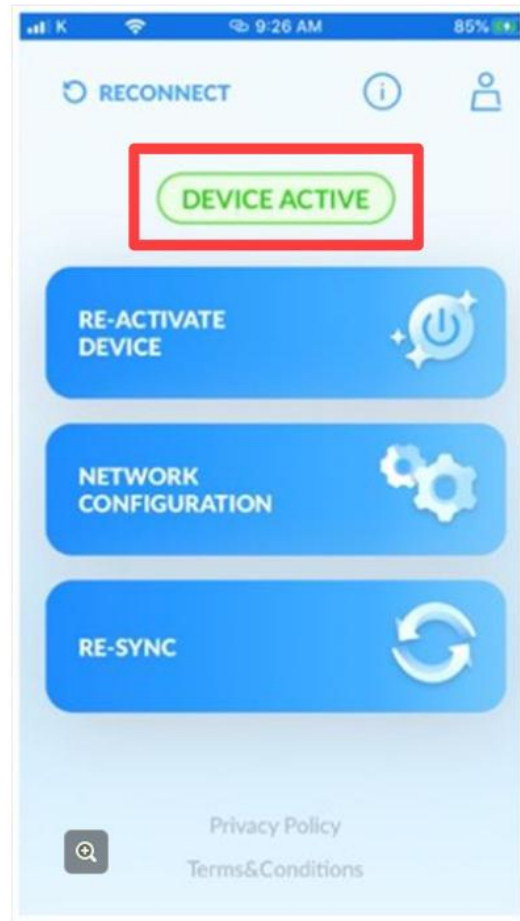 K 9:26 AM 85%
RECONNECT
DEVICE ACTIVE
RE-ACTIVATE
DEVICE
NETWORK
CONFIGURATION
RE-SYNC
Privacy Policy
Terms&Conditions